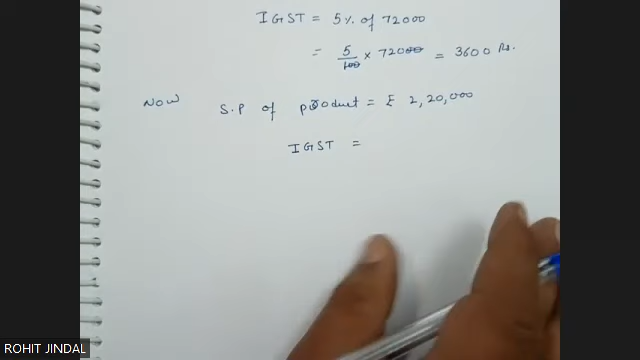 IGST = 5% of 72000
= 5/100 × 72000 = 3600 Rs.
Now S.P of product = ₹ 2,20,000
IGST =
ROHIT JINDAL